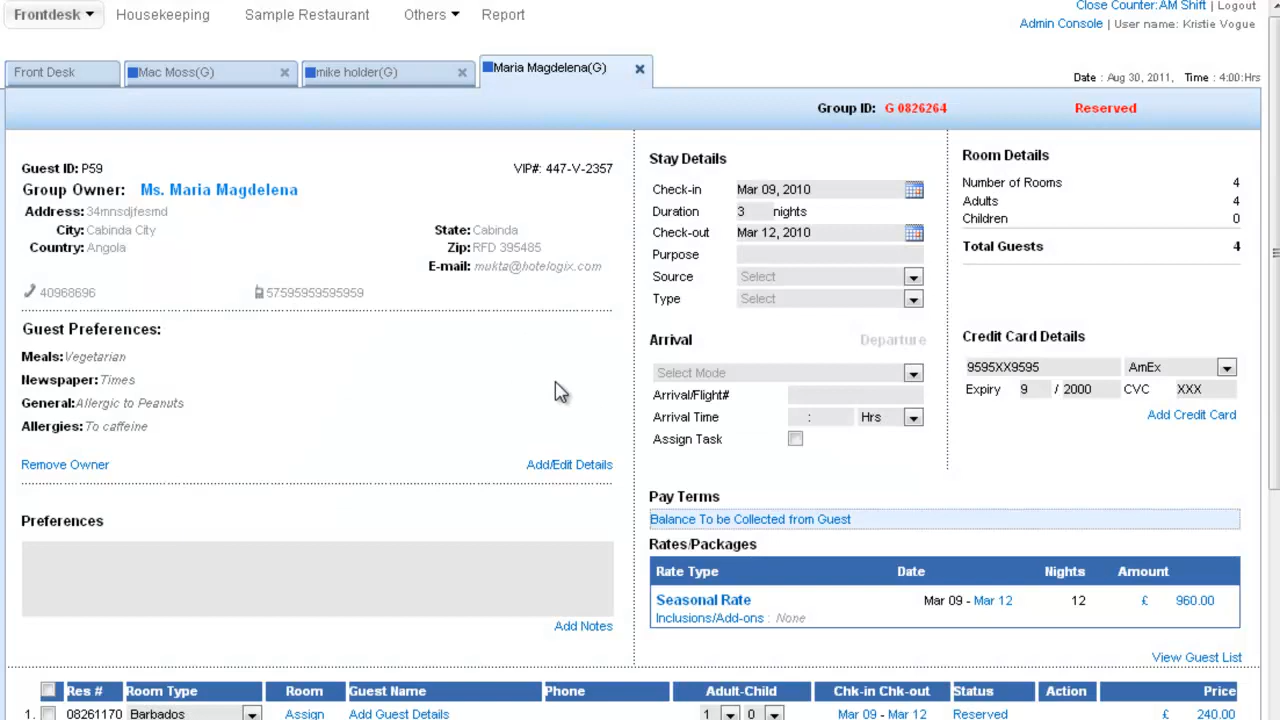 Frontdesk Housekeeping Sample Restaurant Others Report
Close Counter:AM Shift | Logout
Admin Console | User name: Kristie Vogue
Front Desk Mac Moss(G) mike holder(G) Maria Magdelena(G)
Date : Aug 30, 2011, Time : 4:00:Hrs
Group ID: G 0826264 Reserved
Guest ID: P59 VIP#: 447-V-2357
Group Owner: Ms. Maria Magdelena
Address: 34mnsdjfesmd
City: Cabinda City State: Cabinda
Country: Angola Zip: RFD 395485
E-mail: mukta@hotelogix.com
40968696 57595959595959
Guest Preferences:
Meals: Vegetarian
Newspaper: Times
General: Allergic to Peanuts
Allergies: To caffeine
Remove Owner Add/Edit Details
Preferences
Add Notes
Stay Details
Check-in Mar 09, 2010
Duration 3 nights
Check-out Mar 12, 2010
Purpose
Source Select
Type Select
Arrival Departure
Select Mode
Arrival/Flight#
Arrival Time : Hrs
Assign Task
Room Details
Number of Rooms 4
Adults 4
Children 0
Total Guests 4
Credit Card Details
9595XX9595 AmEx
Expiry 9 / 2000 CVC XXX
Add Credit Card
Pay Terms
Balance To be Collected from Guest
Rates/Packages
Rate Type Date Nights Amount
Seasonal Rate Mar 09 - Mar 12 12 £ 960.00
Inclusions/Add-ons : None
View Guest List
Res # Room Type Room Guest Name Phone Adult-Child Chk-in Chk-out Status Action Price
1. 08261170 Barbados Assign Add Guest Details 1 0 Mar 09 - Mar 12 Reserved £ 240.00